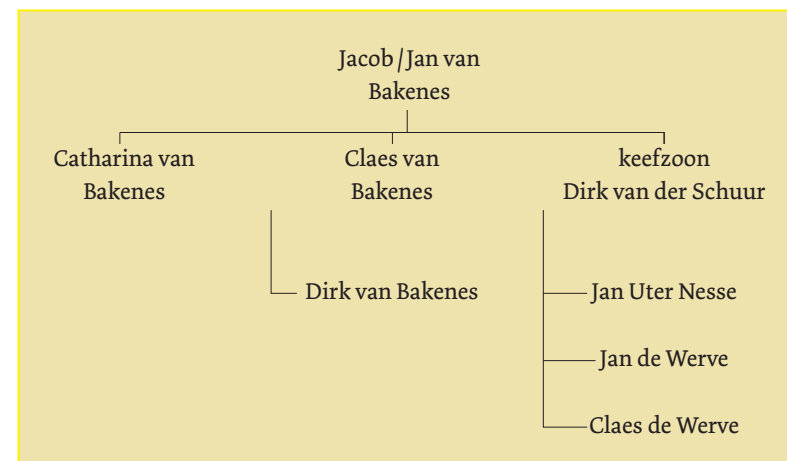 Jacob/Jan van
Bakenes
Catharina van
Bakenes
Claes van
Bakenes
keefzoon
Dirk van der Schuur
Dirk van Bakenes
Jan Uter Nesse
Jan de Werve
Claes de Werve